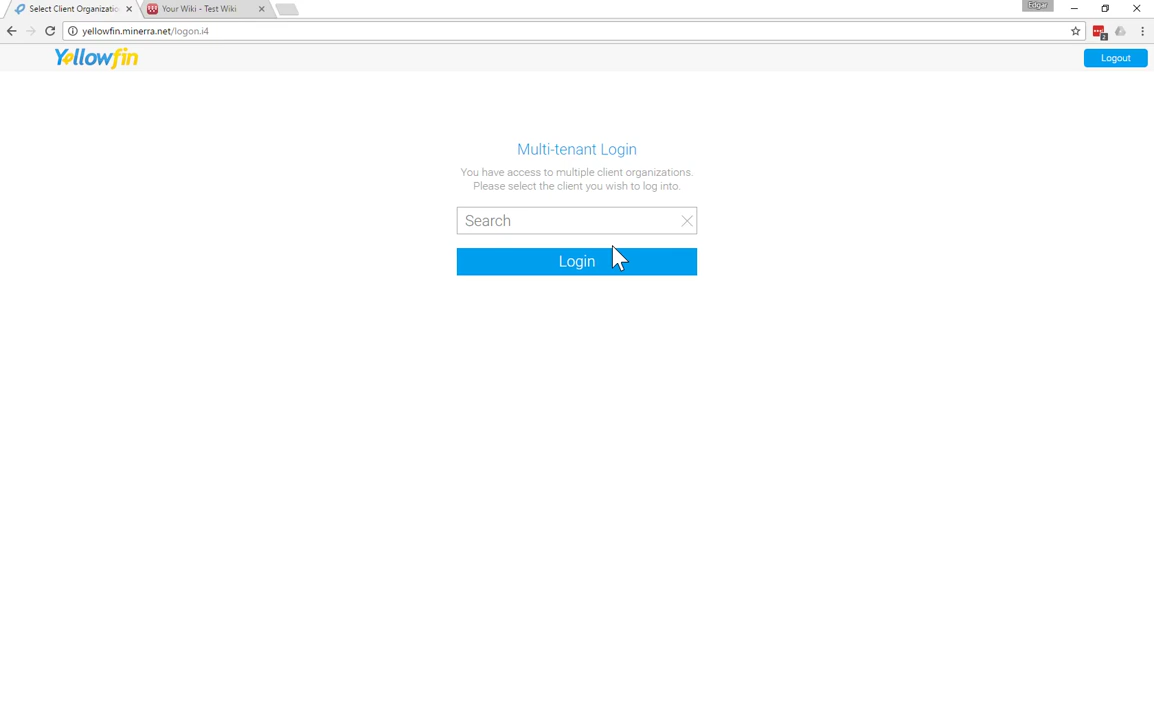 Select Client Organizatio
Your Wiki - Test Wiki
Edgar
yellowfin.minerra.net/logon.i4
2
Yellowfin
Logout
Multi-tenant Login
You have access to multiple client organizations.
Please select the client you wish to log into.
Search
Login